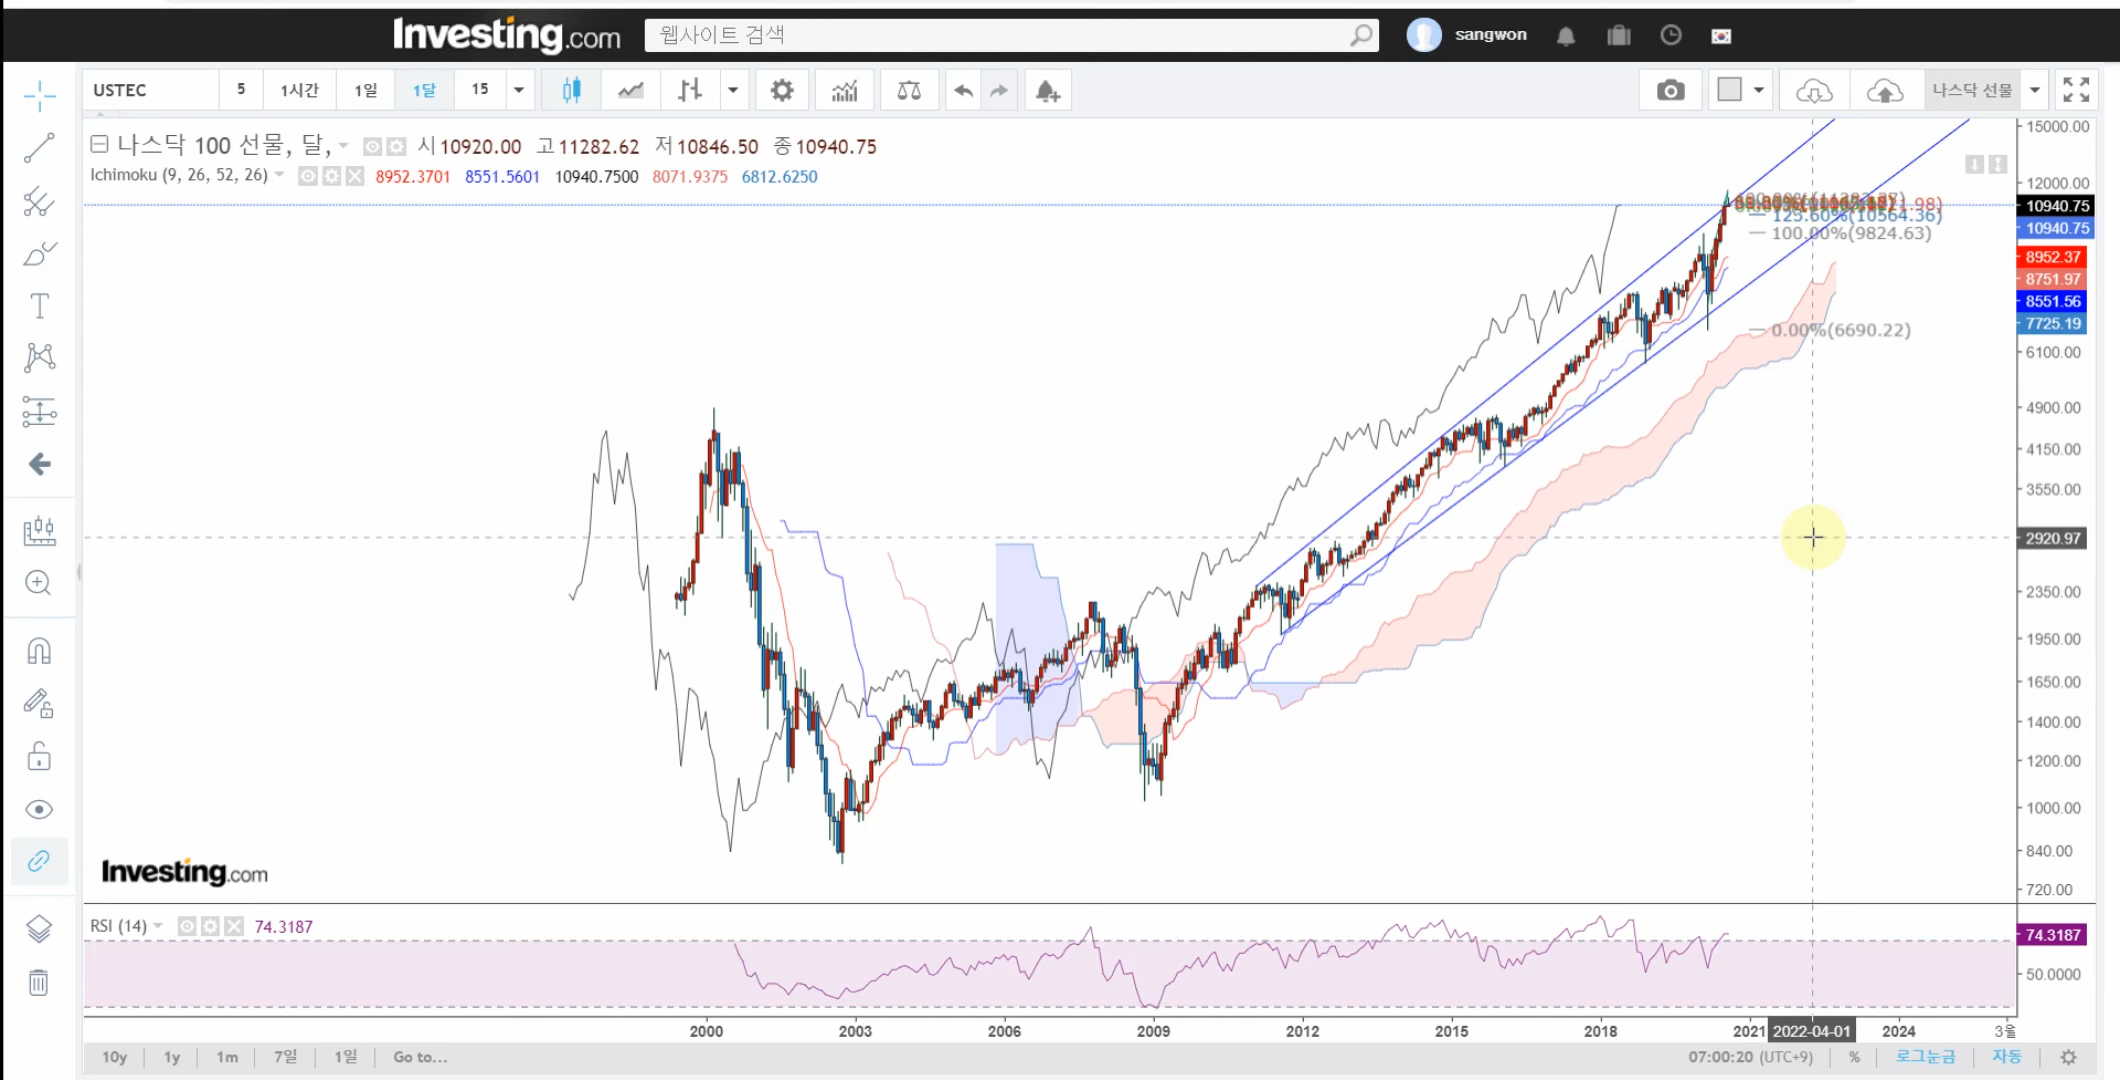 Investing.com
웹사이트 검색
sangwon
USTEC 5 1시간 1일 1달 15
나스닥 선물
나스닥 100 선물, 달, 시 10920.00 고 11282.62 저 10846.50 종 10940.75
Ichimoku (9, 26, 52, 26) 8952.3701 8551.5601 10940.7500 8071.9375 6812.6250
15000.00
12000.00
10940.75
125.60%(10564.36)
10940.75
100.00%(9824.63)
8952.37
8751.97
8551.56
7725.19
0.00%(6690.22)
6100.00
4900.00
4150.00
3550.00
2920.97
2350.00
1950.00
1650.00
1400.00
1200.00
1000.00
840.00
Investing.com
720.00
RSI (14) 74.3187
74.3187
50.0000
2000 2003 2006 2009 2012 2015 2018 2021 2022-04-01 2024 3월
10y 1y 1m 7일 1일 Go to... 07:00:20 (UTC+9) % 로그눈금 자동